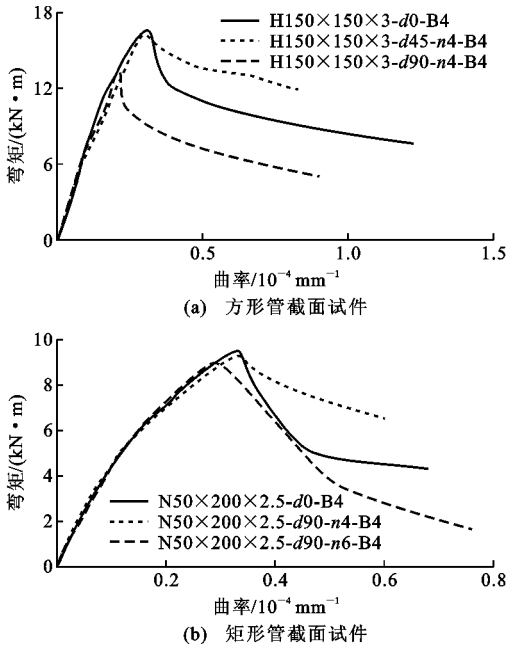 18
12
6
0
弯矩/(kN·m)
H150×150×3-d0-B4
H150×150×3-d45-n4-B4
H150×150×3-d90-n4-B4
0.5
1.0
1.5
曲率/10⁻⁴ mm⁻¹
(a) 方形管截面试件
10
8
6
4
2
0
弯矩/(kN·m)
N50×200×2.5-d0-B4
N50×200×2.5-d90-n4-B4
N50×200×2.5-d90-n6-B4
0.2
0.4
0.6
0.8
曲率/10⁻⁴ mm⁻¹
(b) 矩形管截面试件